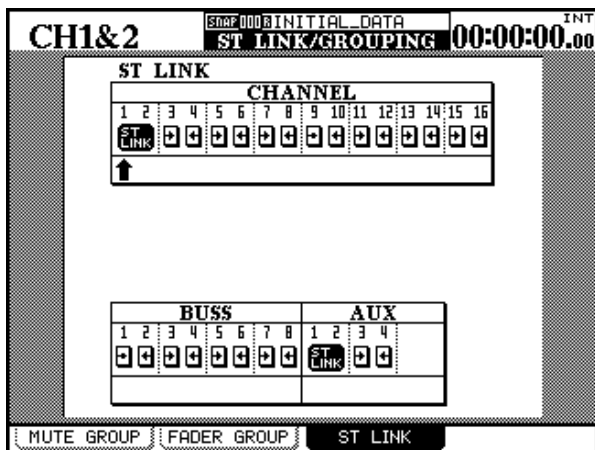 CH1&2 SNAP 000 INITIAL_DATA INT
ST LINK/GROUPING 00:00:00.00
ST LINK
CHANNEL
1 2 3 4 5 6 7 8 9 10 11 12 13 14 15 16
ST LINK
BUSS AUX
1 2 3 4 5 6 7 8 1 2 3 4
ST LINK
MUTE GROUP FADER GROUP ST LINK